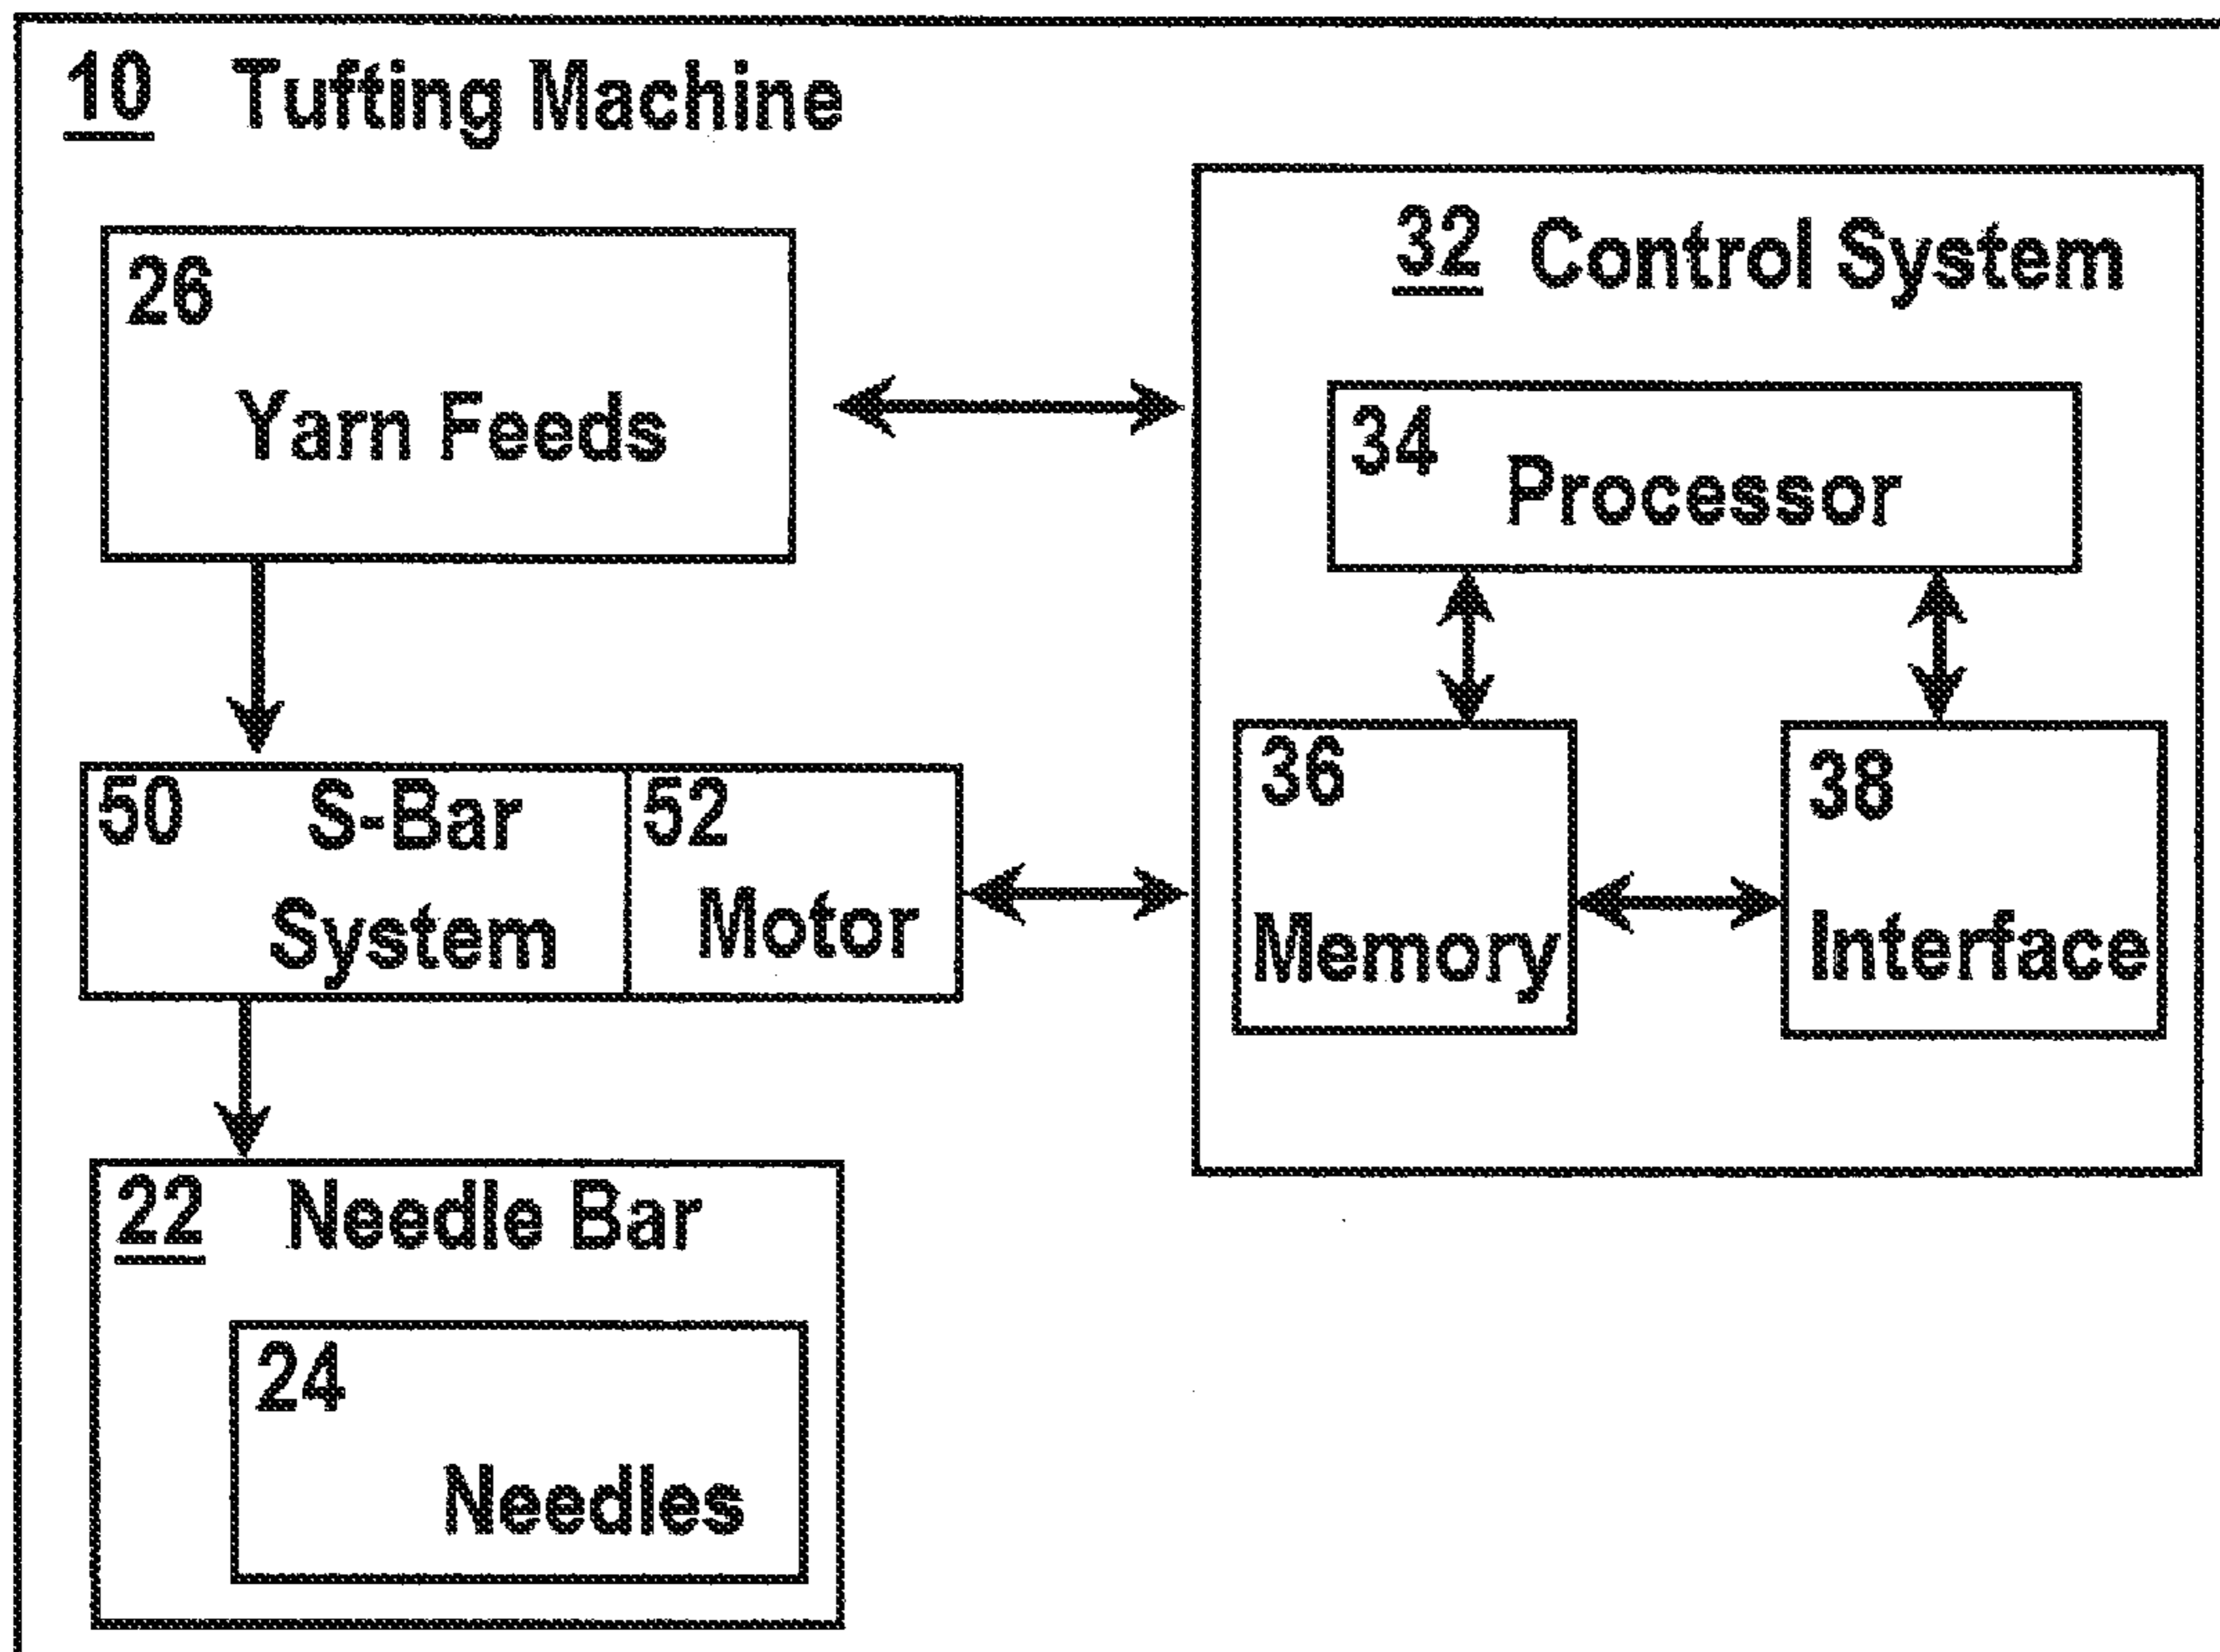 10 Tufting Machine
26
Yarn Feeds
32 Control System
34
Processor
36
Memory
38
Interface
50 S-Bar
System
52
Motor
22 Needle Bar
24
Needles